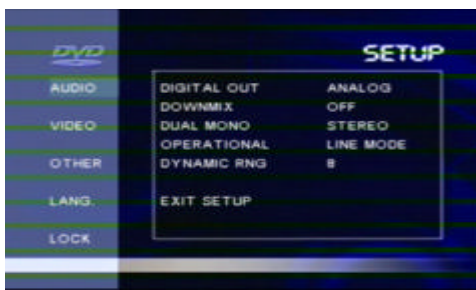 DVD
SETUP
AUDIO
VIDEO
OTHER
LANG.
LOCK
DIGITAL OUT ANALOG
DOWNMIX OFF
DUAL MONO STEREO
OPERATIONAL LINE MODE
DYNAMIC RNG 8
EXIT SETUP